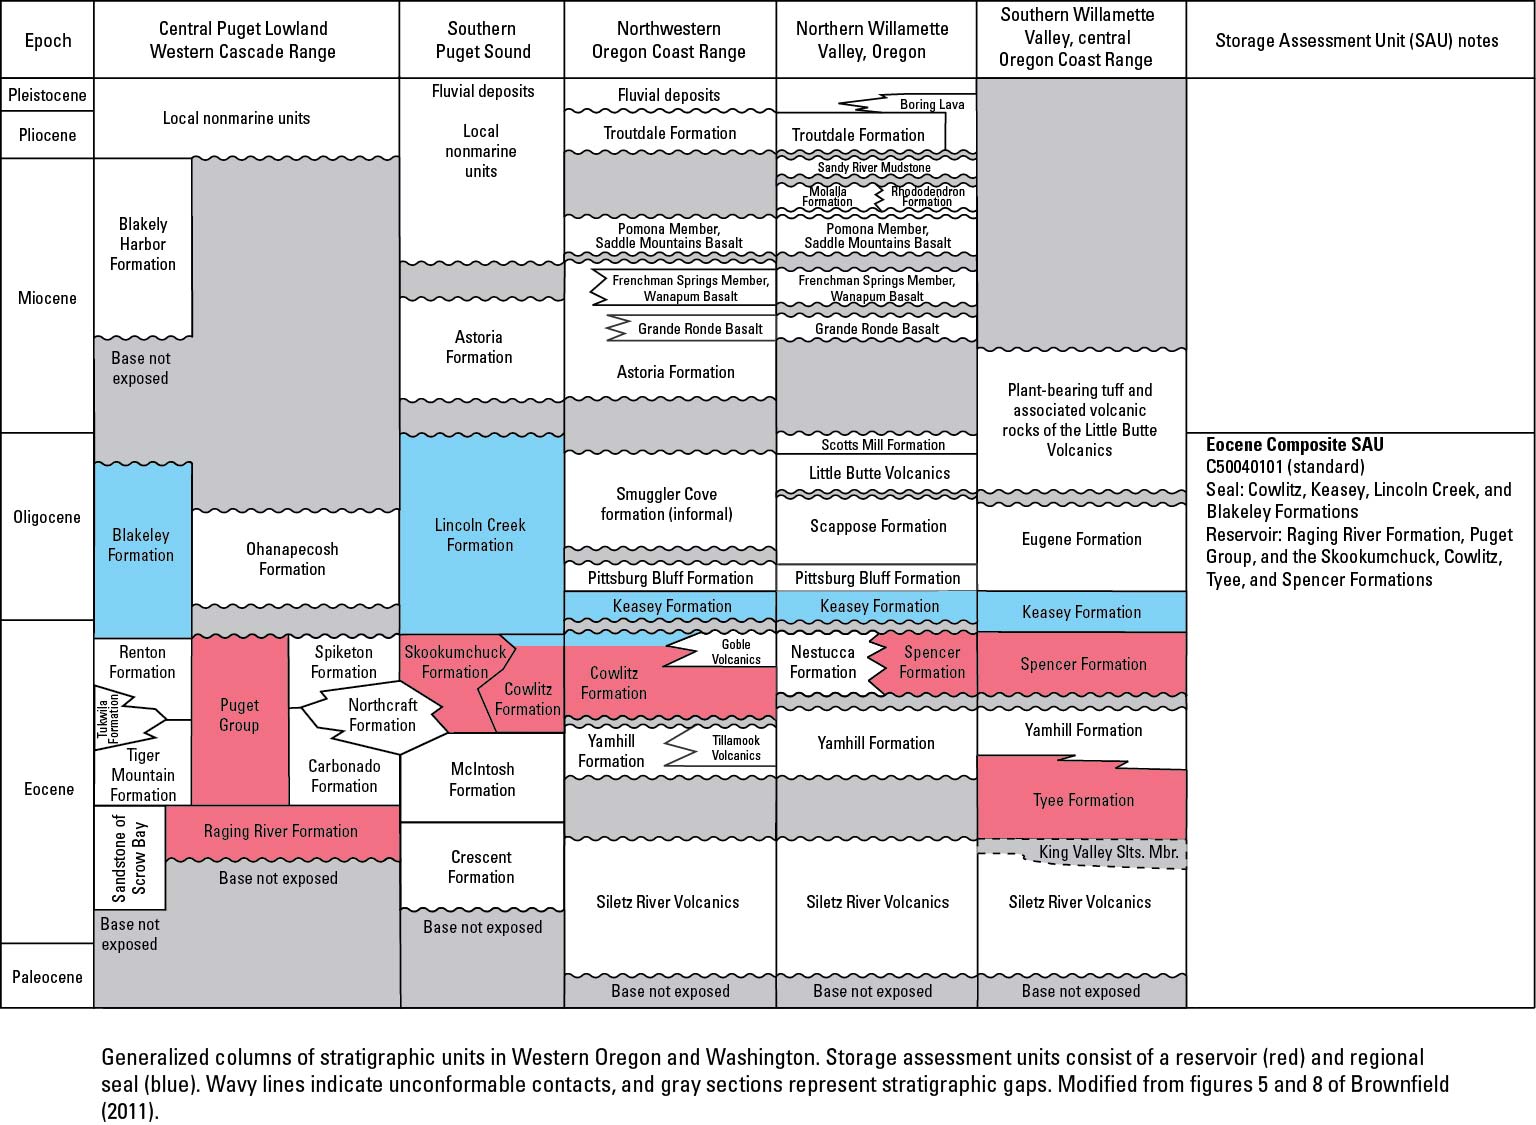 Epoch
Central Puget Lowland
Western Cascade Range
Southern
Puget Sound
Northwestern
Oregon Coast Range
Northern Willamette
Valley, Oregon
Southern Willamette
Valley, central
Oregon Coast Range
Storage Assessment Unit (SAU) notes
Pleistocene
Pliocene
Miocene
Oligocene
Eocene
Paleocene
Local nonmarine units
Blakely
Harbor
Formation
Base not
exposed
Blakeley
Formation
Ohanapecosh
Formation
Renton
Formation
Tukwila
Formation
Tiger
Mountain
Formation
Puget
Group
Spiketon
Formation
Northcraft
Formation
Carbonado
Formation
Sandstone of
Scrow Bay
Raging River Formation
Base not exposed
Base not
exposed
Fluvial deposits
Local
nonmarine
units
Astoria
Formation
Lincoln Creek
Formation
Skookumchuck
Formation
Cowlitz
Formation
McIntosh
Formation
Crescent
Formation
Base not exposed
Fluvial deposits
Troutdale Formation
Pomona Member,
Saddle Mountains Basalt
Frenchman Springs Member,
Wanapum Basalt
Grande Ronde Basalt
Astoria Formation
Smuggler Cove
formation (informal)
Pittsburg Bluff Formation
Keasey Formation
Goble
Volcanics
Cowlitz
Formation
Yamhill
Formation
Tillamook
Volcanics
Siletz River Volcanics
Base not exposed
Boring Lava
Troutdale Formation
Sandy River Mudstone
Molalla
Formation
Rhododendron
Formation
Pomona Member,
Saddle Mountains Basalt
Frenchman Springs Member,
Wanapum Basalt
Grande Ronde Basalt
Scotts Mill Formation
Little Butte Volcanics
Scappose Formation
Pittsburg Bluff Formation
Keasey Formation
Nestucca
Formation
Spencer
Formation
Yamhill Formation
Siletz River Volcanics
Base not exposed
Plant-bearing tuff and
associated volcanic
rocks of the Little Butte
Volcanics
Eugene Formation
Keasey Formation
Spencer Formation
Yamhill Formation
Tyee Formation
King Valley Slts. Mbr.
Siletz River Volcanics
Base not exposed
Eocene Composite SAU
C50040101 (standard)
Seal: Cowlitz, Keasey, Lincoln Creek, and
Blakeley Formations
Reservoir: Raging River Formation, Puget
Group, and the Skookumchuck, Cowlitz,
Tyee, and Spencer Formations
Generalized columns of stratigraphic units in Western Oregon and Washington. Storage assessment units consist of a reservoir (red) and regional
seal (blue). Wavy lines indicate unconformable contacts, and gray sections represent stratigraphic gaps. Modified from figures 5 and 8 of Brownfield
(2011).